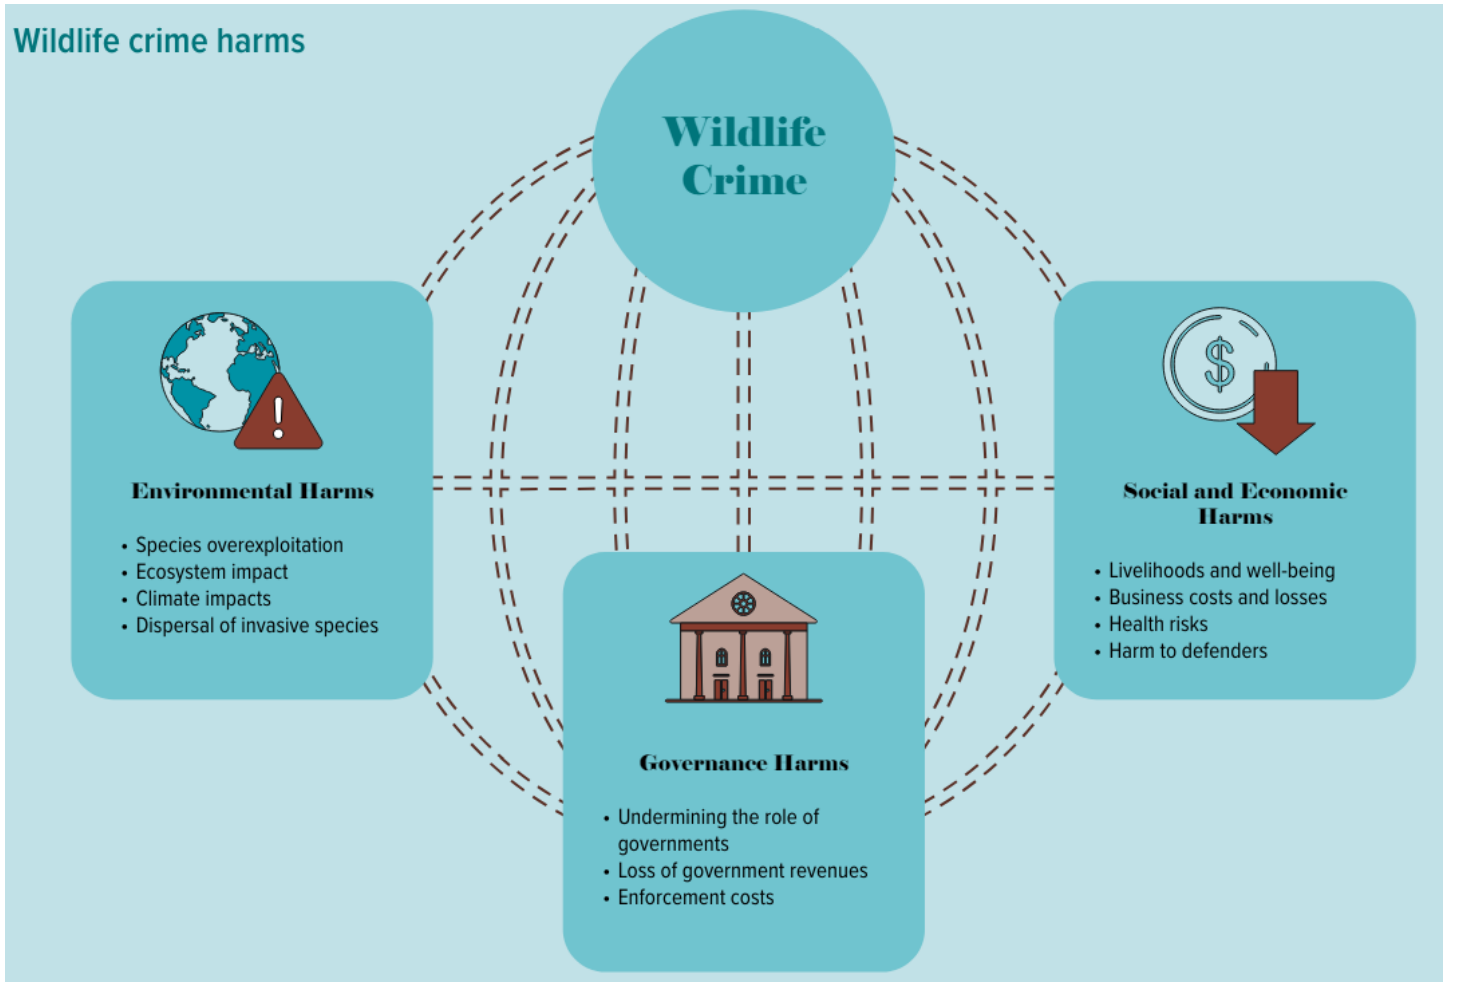 Wildlife crime harms
Wildlife
Crime
Environmental Harms
• Species overexploitation
• Ecosystem impact
• Climate impacts
• Dispersal of invasive species
$
Social and Economic
Harms
• Livelihoods and well-being
• Business costs and losses
• Health risks
• Harm to defenders
Governance Harms
• Undermining the role of
governments
• Loss of government revenues
• Enforcement costs